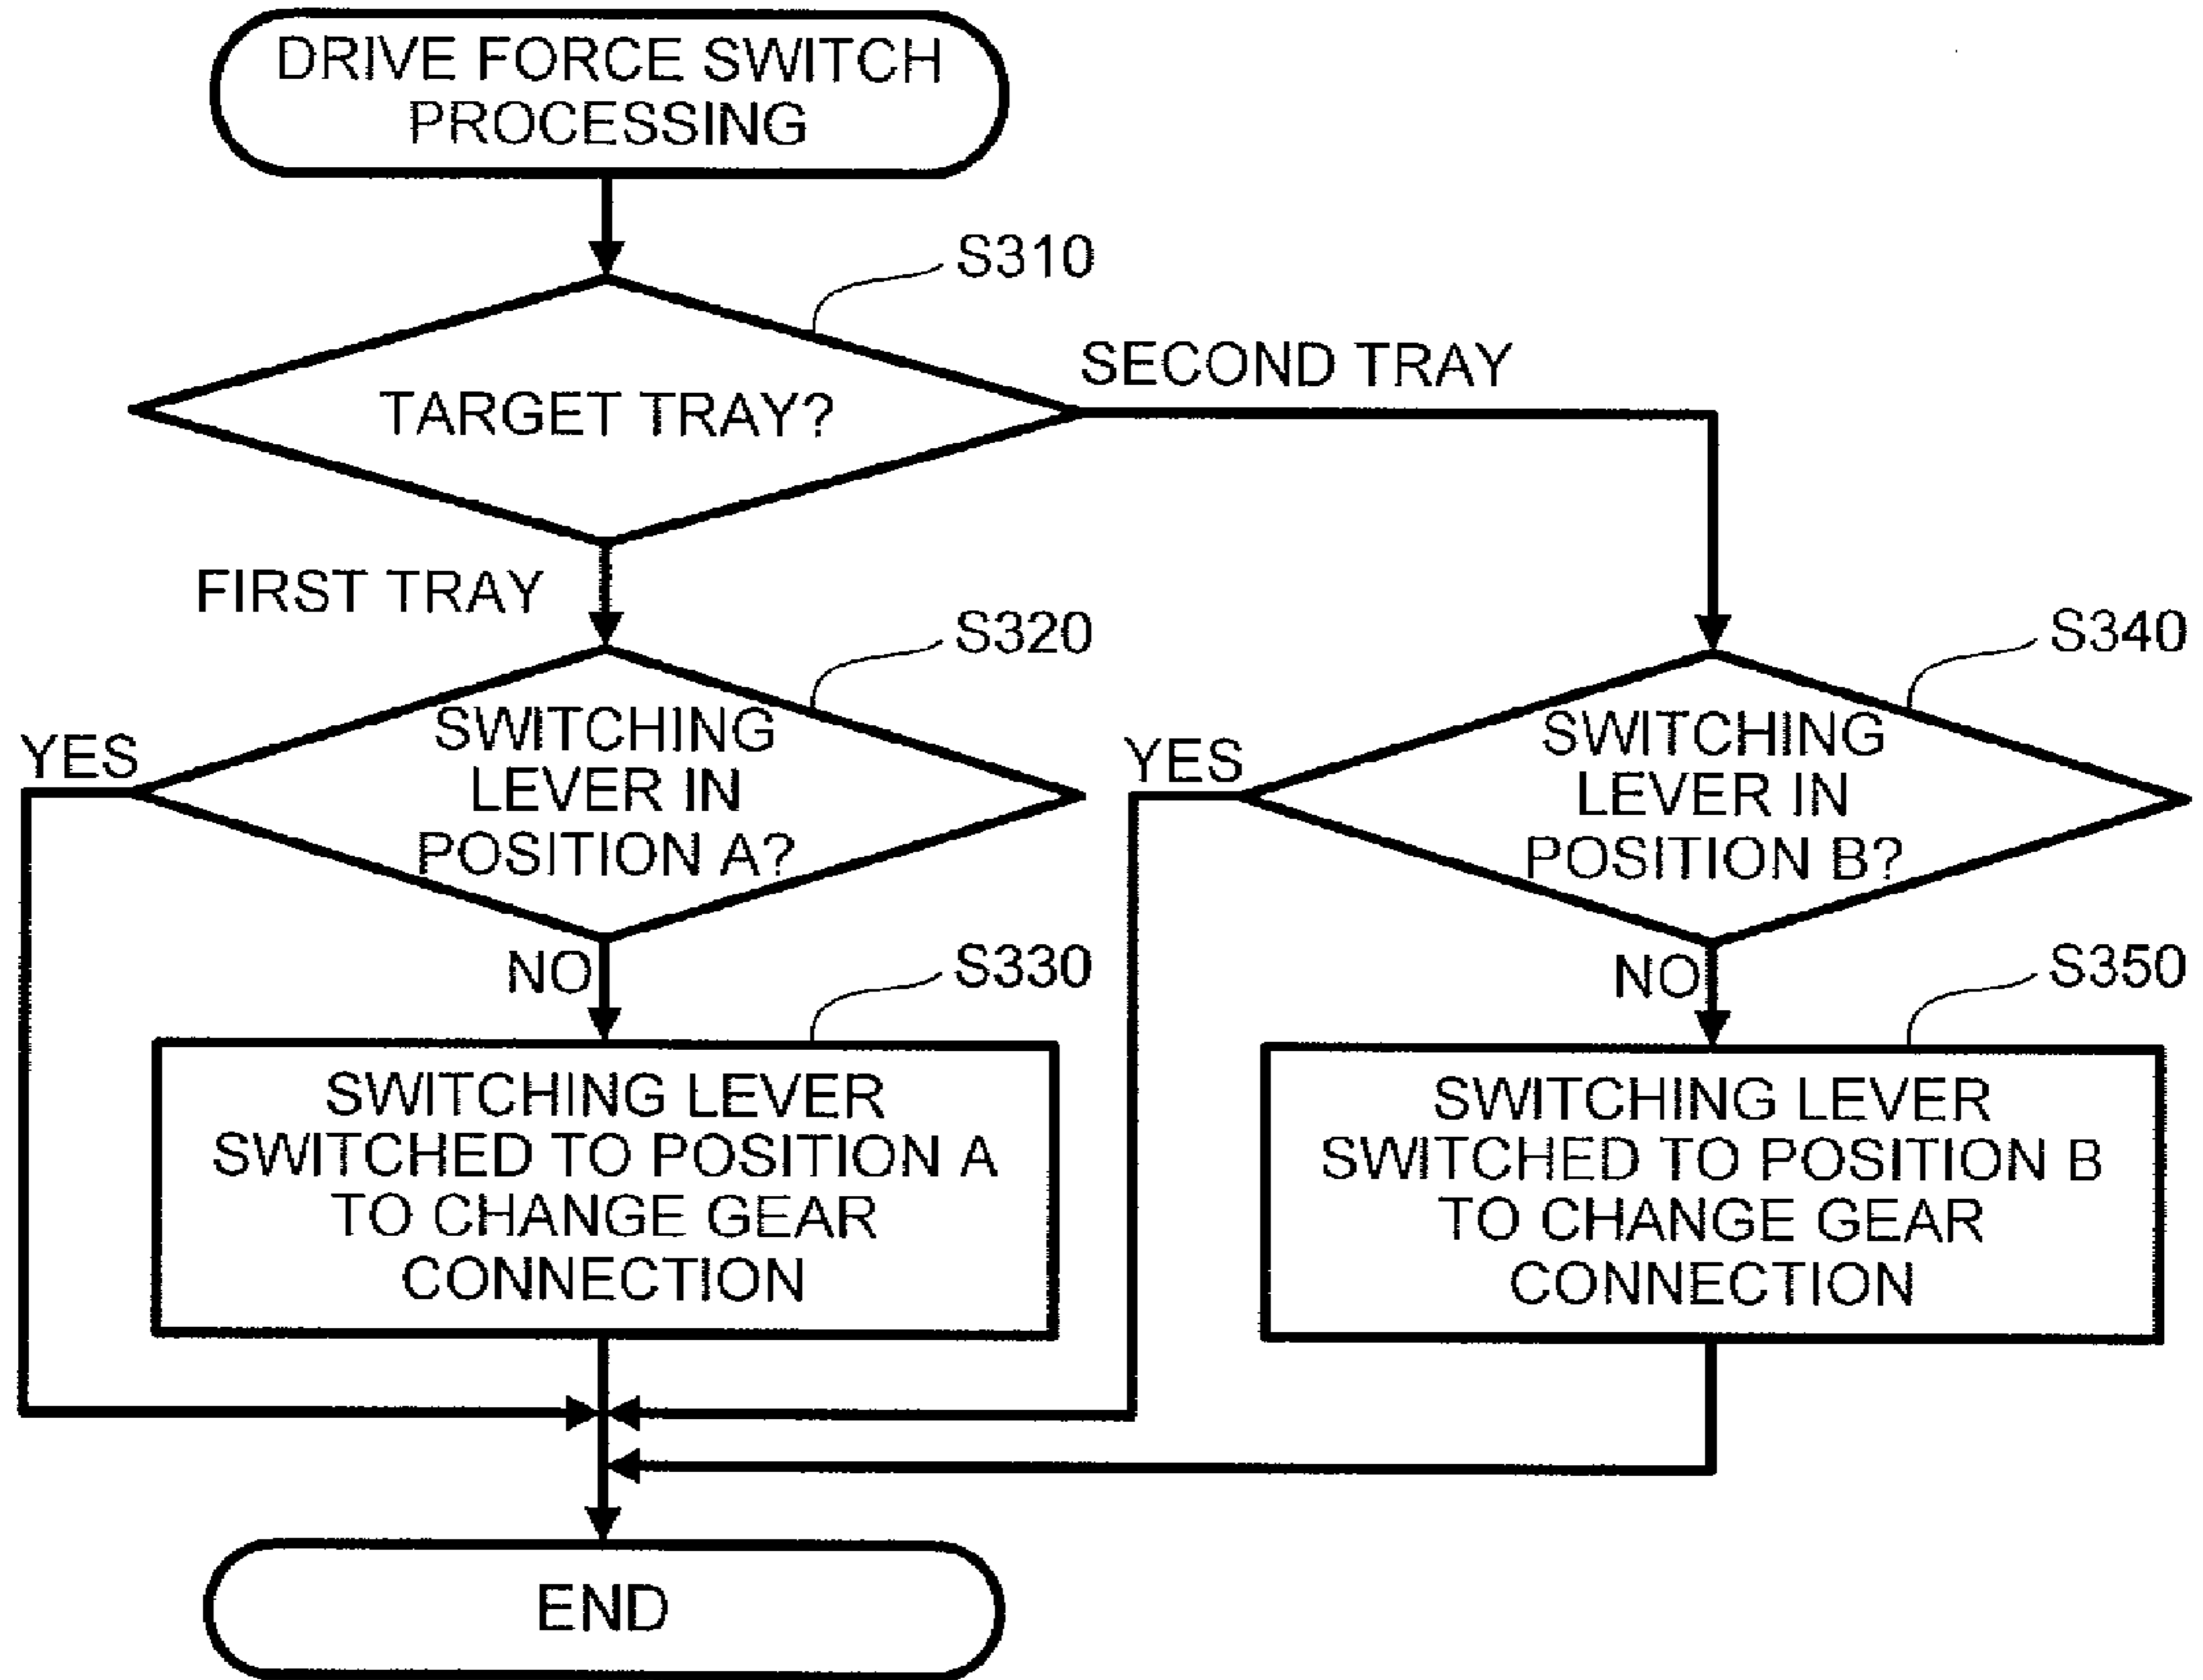 DRIVE FORCE SWITCH
PROCESSING
S310
TARGET TRAY?
SECOND TRAY
FIRST TRAY
S320
SWITCHING
LEVER IN
POSITION A?
YES
NO
S330
SWITCHING LEVER
SWITCHED TO POSITION A
TO CHANGE GEAR
CONNECTION
S340
SWITCHING
LEVER IN
POSITION B?
YES
NO
S350
SWITCHING LEVER
SWITCHED TO POSITION B
TO CHANGE GEAR
CONNECTION
END